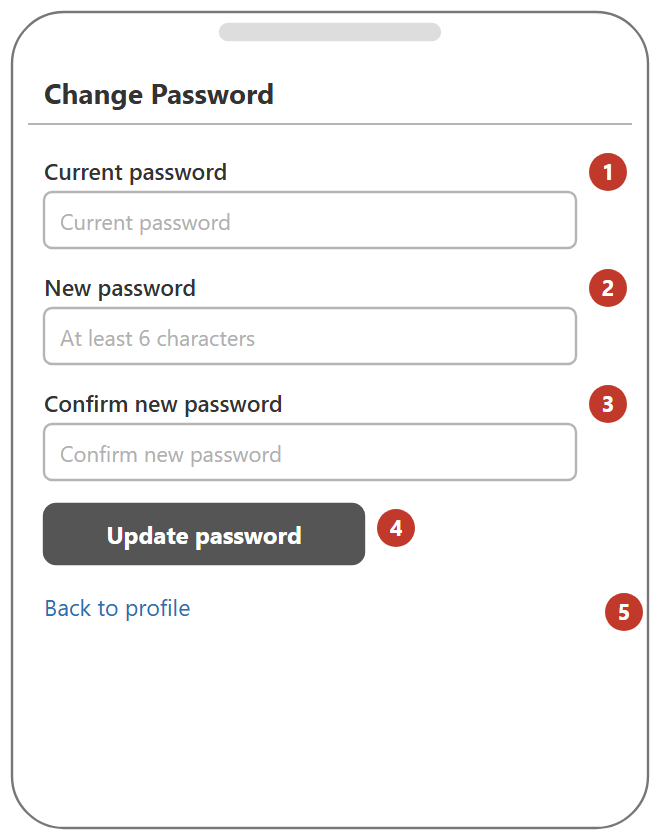 Change Password
Current password
1
Current password
New password
2
At least 6 characters
Confirm new password
3
Confirm new password
Update password
4
Back to profile
5